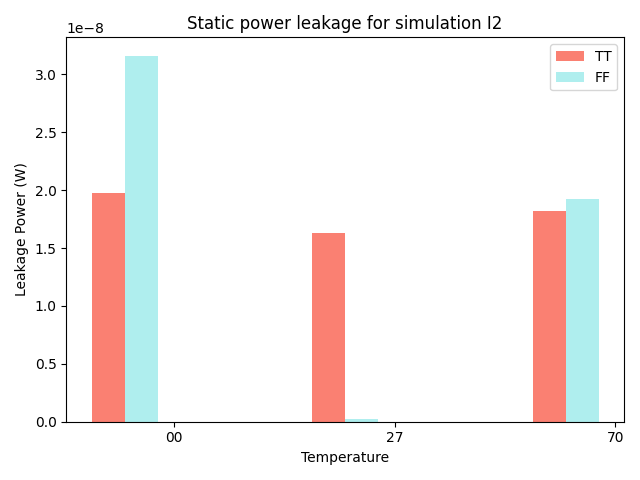 Static power leakage for simulation I2
1e−8
3.0
2.5
2.0
1.5
1.0
0.5
0.0
Leakage Power (W)
TT
FF
00
27
70
Temperature